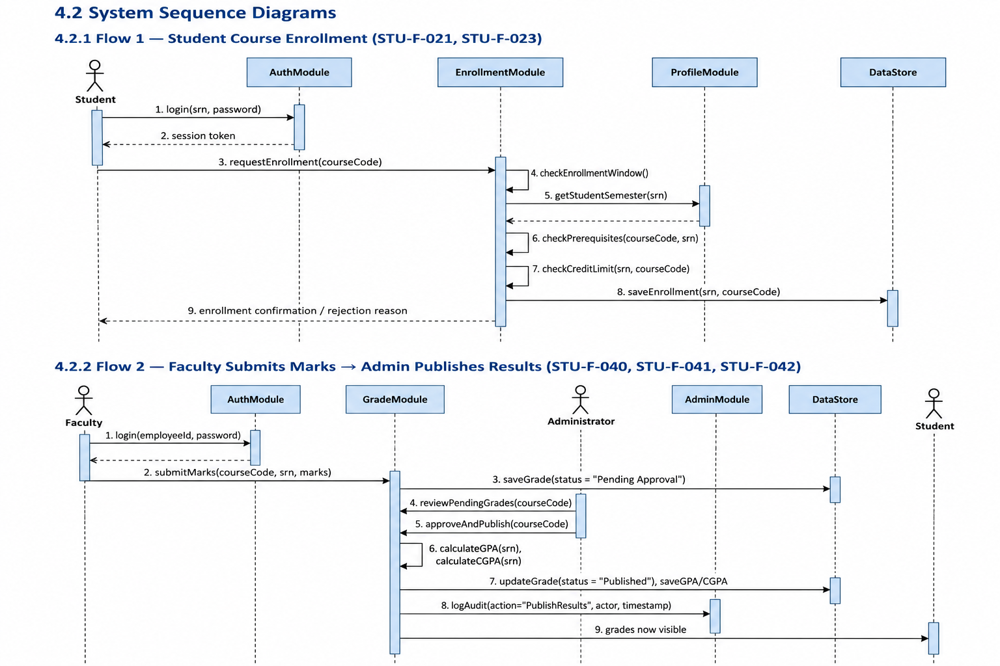 4.2 System Sequence Diagrams
4.2.1 Flow 1 — Student Course Enrollment (STU-F-021, STU-F-023)
AuthModule
EnrollmentModule
ProfileModule
DataStore
Student
1. login(srn, password)
2. session token
3. requestEnrollment(courseCode)
4. checkEnrollmentWindow()
5. getStudentSemester(srn)
6. checkPrerequisites(courseCode, srn)
7. checkCreditLimit(srn, courseCode)
8. saveEnrollment(srn, courseCode)
9. enrollment confirmation / rejection reason
4.2.2 Flow 2 — Faculty Submits Marks → Admin Publishes Results (STU-F-040, STU-F-041, STU-F-042)
AuthModule
GradeModule
AdminModule
DataStore
Faculty
Administrator
Student
1. login(employeeId, password)
2. submitMarks(courseCode, srn, marks)
3. saveGrade(status = "Pending Approval")
4. reviewPendingGrades(courseCode)
5. approveAndPublish(courseCode)
6. calculateGPA(srn),
calculateCGPA(srn)
7. updateGrade(status = "Published"), saveGPA/CGPA
8. logAudit(action="PublishResults", actor, timestamp)
9. grades now visible